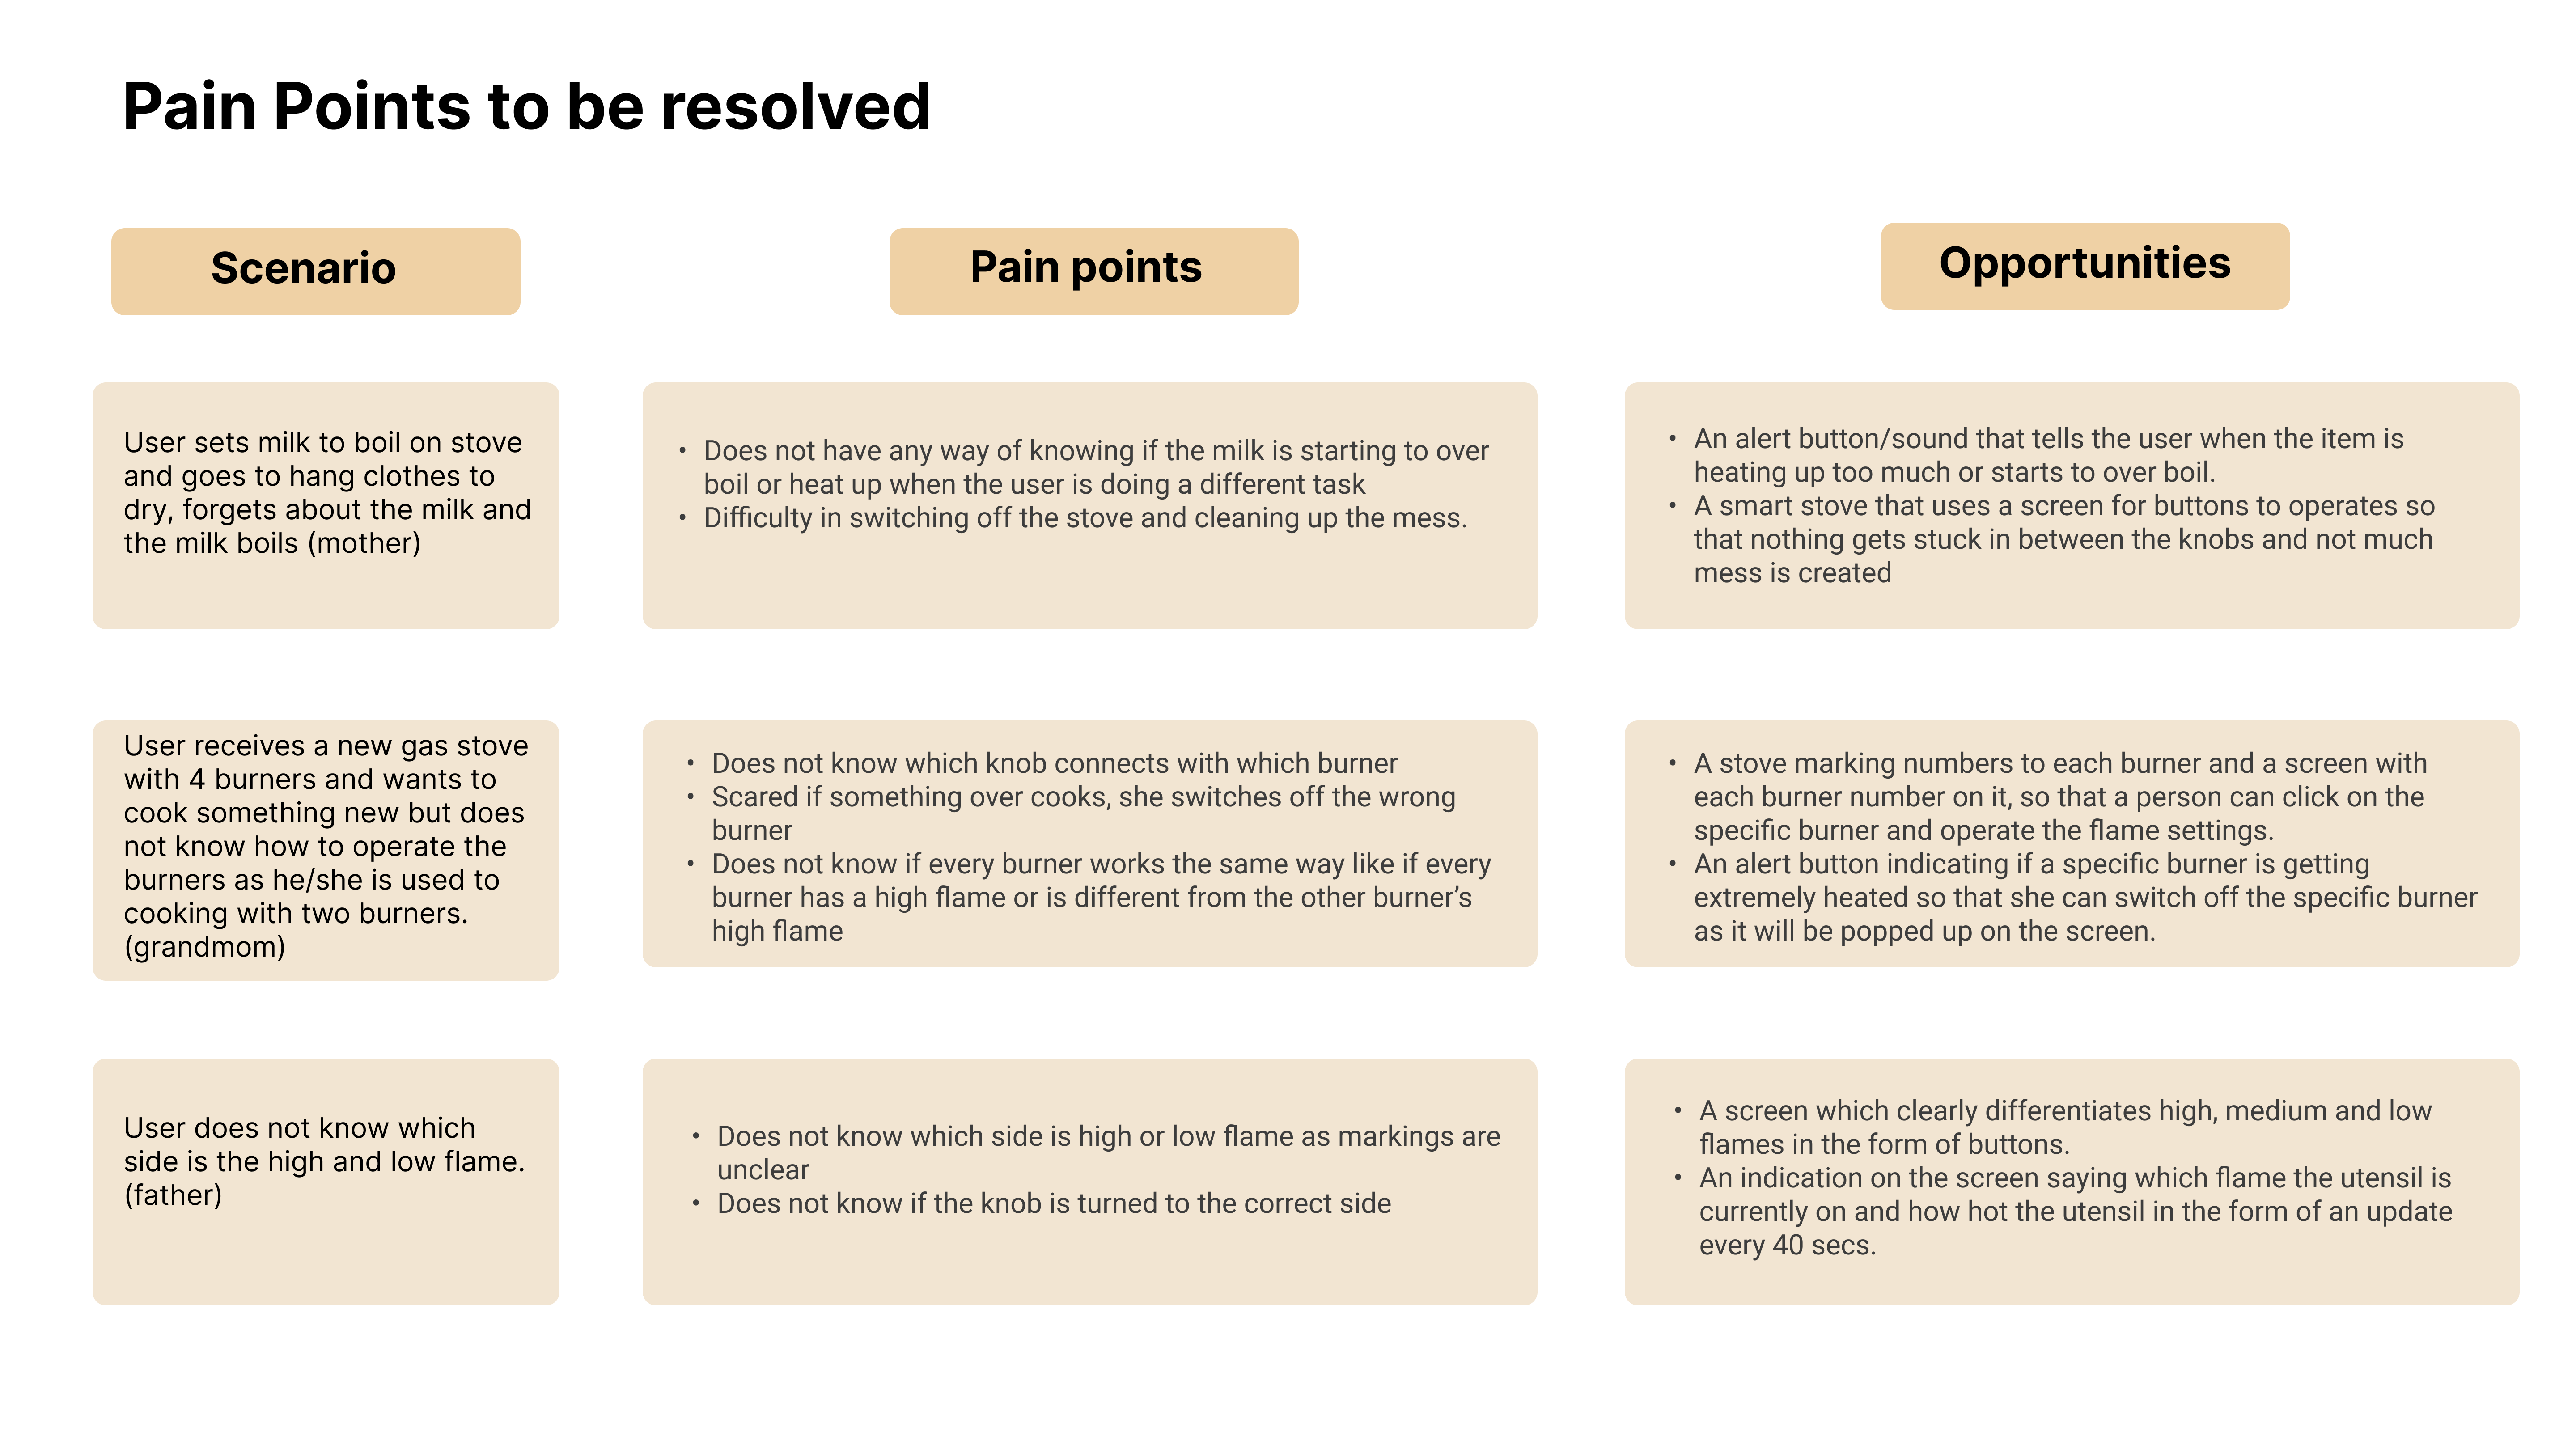 Pain Points to be resolved
Scenario
Pain points
Opportunities
User sets milk to boil on stove
and goes to hang clothes to
dry, forgets about the milk and
the milk boils (mother)
• Does not have any way of knowing if the milk is starting to over
boil or heat up when the user is doing a different task
• Difficulty in switching off the stove and cleaning up the mess.
• An alert button/sound that tells the user when the item is
heating up too much or starts to over boil.
• A smart stove that uses a screen for buttons to operates so
that nothing gets stuck in between the knobs and not much
mess is created
User receives a new gas stove
with 4 burners and wants to
cook something new but does
not know how to operate the
burners as he/she is used to
cooking with two burners.
(grandmom)
• Does not know which knob connects with which burner
• Scared if something over cooks, she switches off the wrong
burner
• Does not know if every burner works the same way like if every
burner has a high flame or is different from the other burner’s
high flame
• A stove marking numbers to each burner and a screen with
each burner number on it, so that a person can click on the
specific burner and operate the flame settings.
• An alert button indicating if a specific burner is getting
extremely heated so that she can switch off the specific burner
as it will be popped up on the screen.
User does not know which
side is the high and low flame.
(father)
• Does not know which side is high or low flame as markings are
unclear
• Does not know if the knob is turned to the correct side
• A screen which clearly differentiates high, medium and low
flames in the form of buttons.
• An indication on the screen saying which flame the utensil is
currently on and how hot the utensil in the form of an update
every 40 secs.